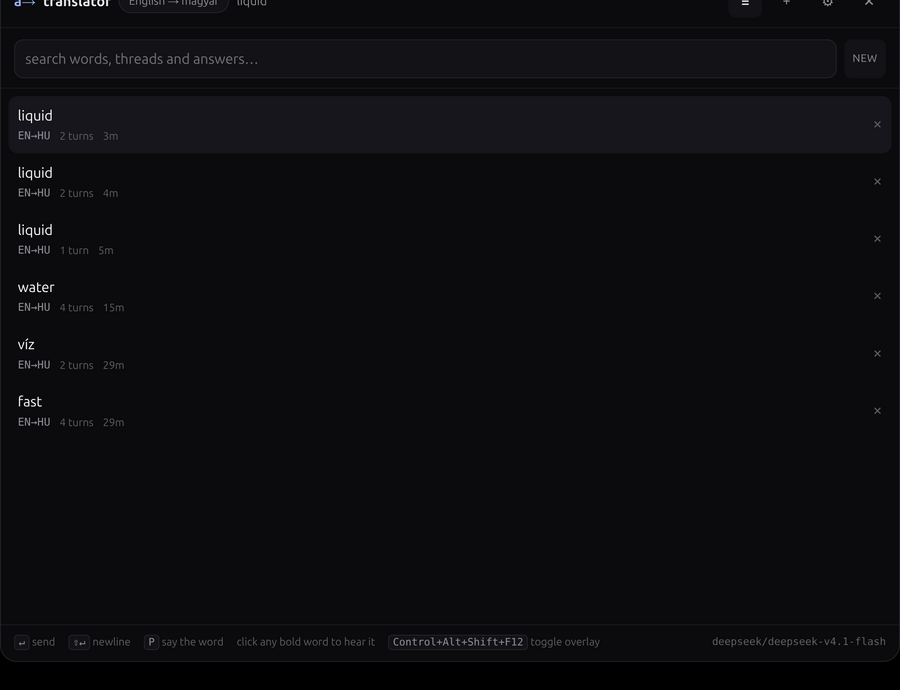 a→ translator English → magyar liquid ≡ + ⚙ ✕
search words, threads and answers… NEW
liquid
EN→HU 2 turns 3m ×
liquid
EN→HU 2 turns 4m ×
liquid
EN→HU 1 turn 5m ×
water
EN→HU 4 turns 15m ×
víz
EN→HU 2 turns 29m ×
fast
EN→HU 4 turns 29m ×
↵ send ⇧↵ newline P say the word click any bold word to hear it Control+Alt+Shift+F12 toggle overlay deepseek/deepseek-v4.1-flash